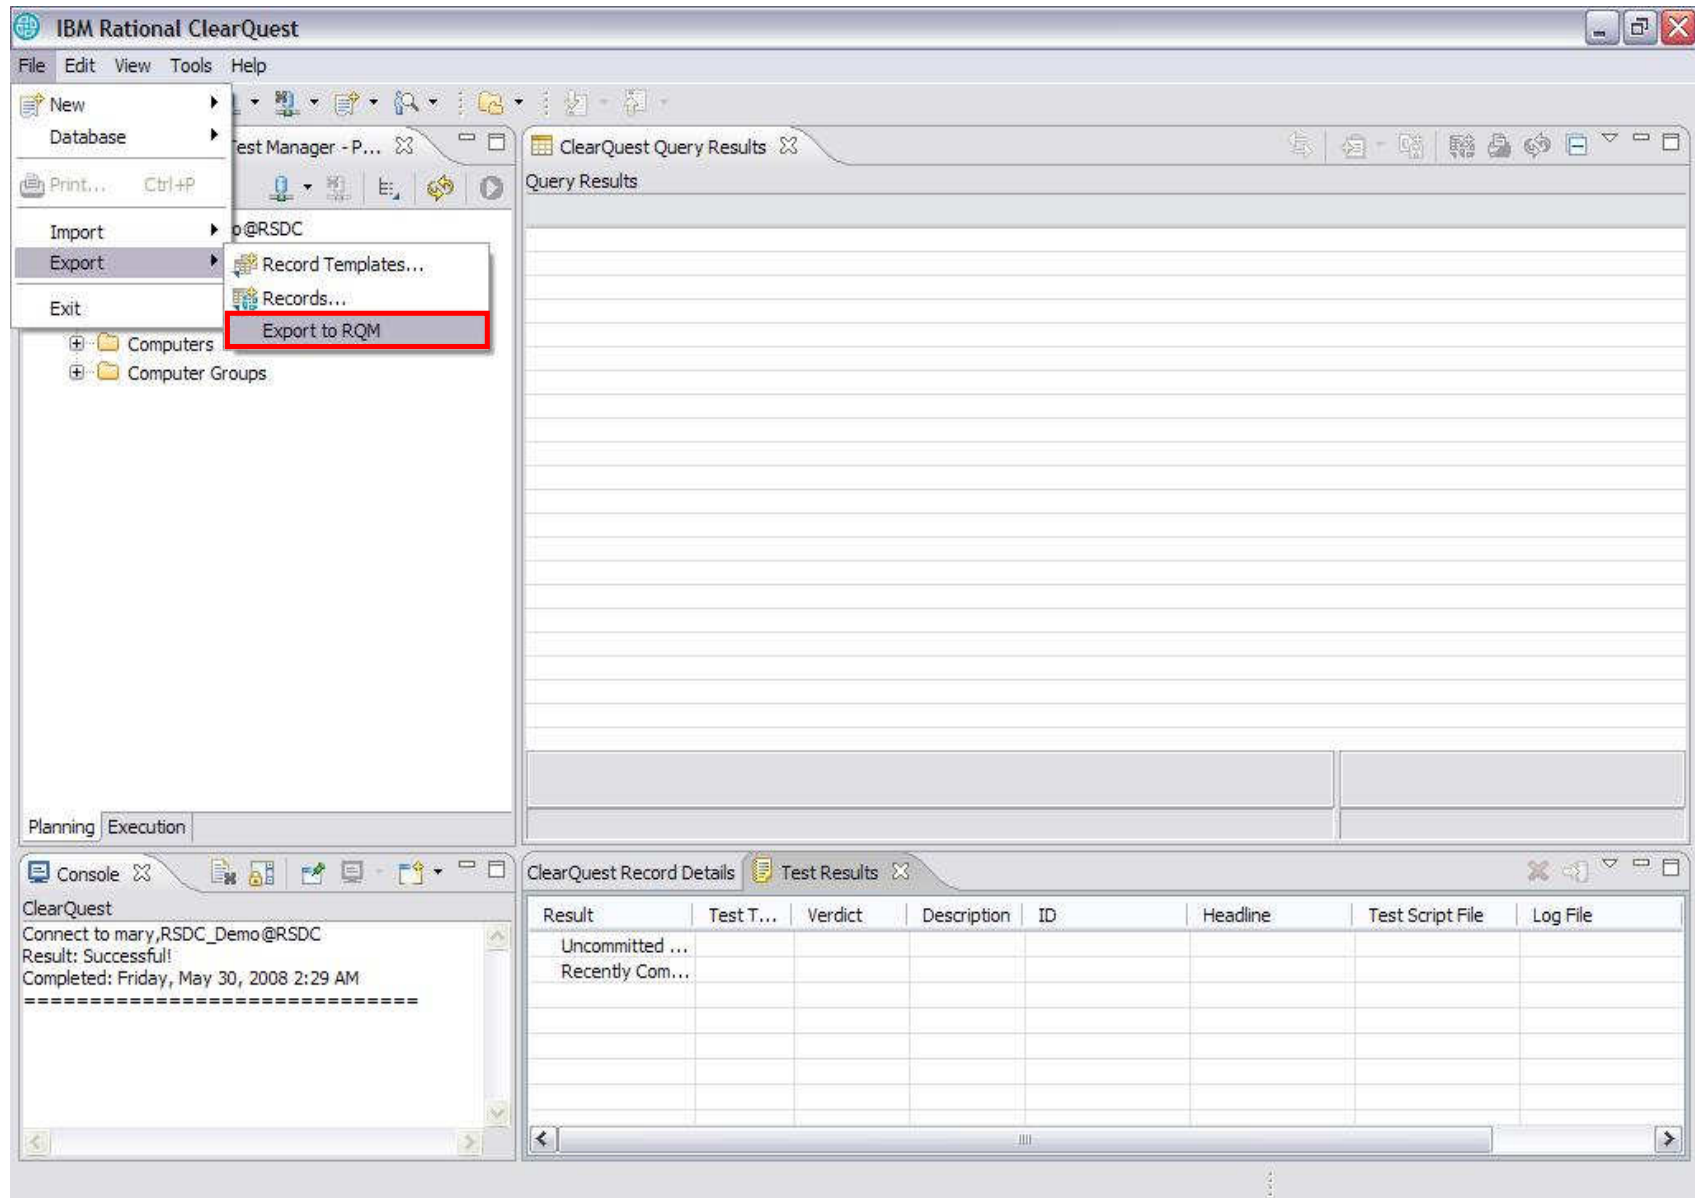 IBM Rational ClearQuest
File Edit View Tools Help
New
Database
Print... Ctrl+P
Import
Export
Exit
Record Templates...
Records...
Export to RQM
est Manager - P...
o@RSDC
Computers
Computer Groups
Planning Execution
ClearQuest Query Results
Query Results
Console
ClearQuest
Connect to mary,RSDC_Demo@RSDC
Result: Successful!
Completed: Friday, May 30, 2008 2:29 AM
===============================
ClearQuest Record Details Test Results
Result Test T... Verdict Description ID Headline Test Script File Log File
Uncommitted ...
Recently Com...